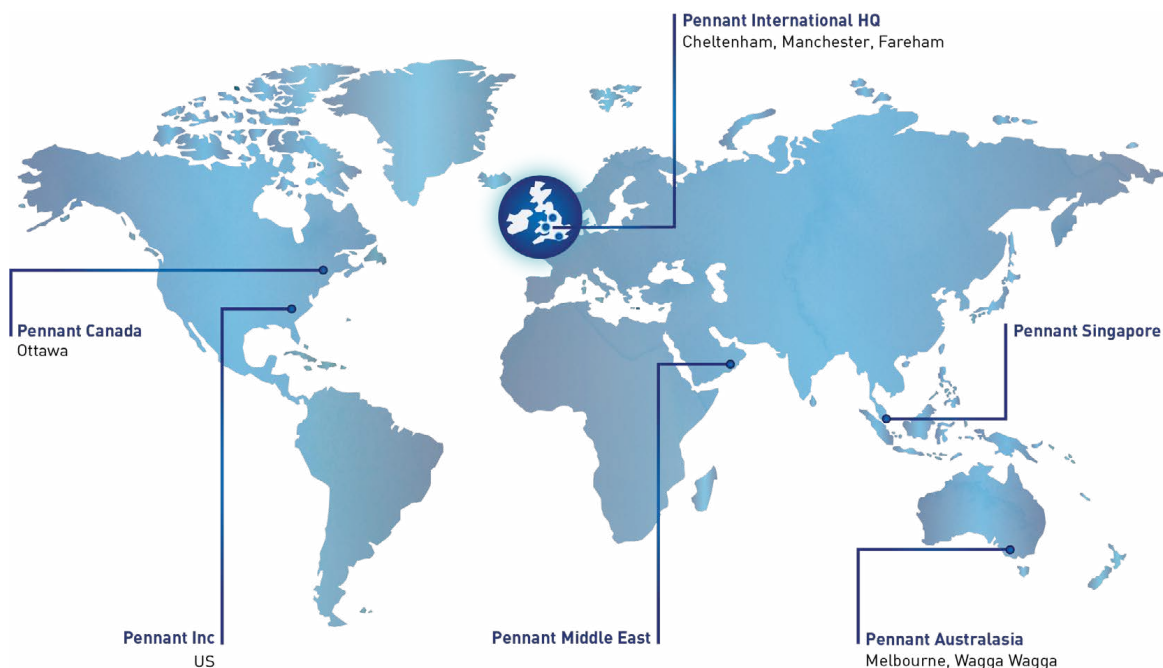 Pennant International HQ
Cheltenham, Manchester, Fareham
Pennant Canada
Ottawa
Pennant Singapore
Pennant Inc
US
Pennant Middle East
Pennant Australasia
Melbourne, Wagga Wagga